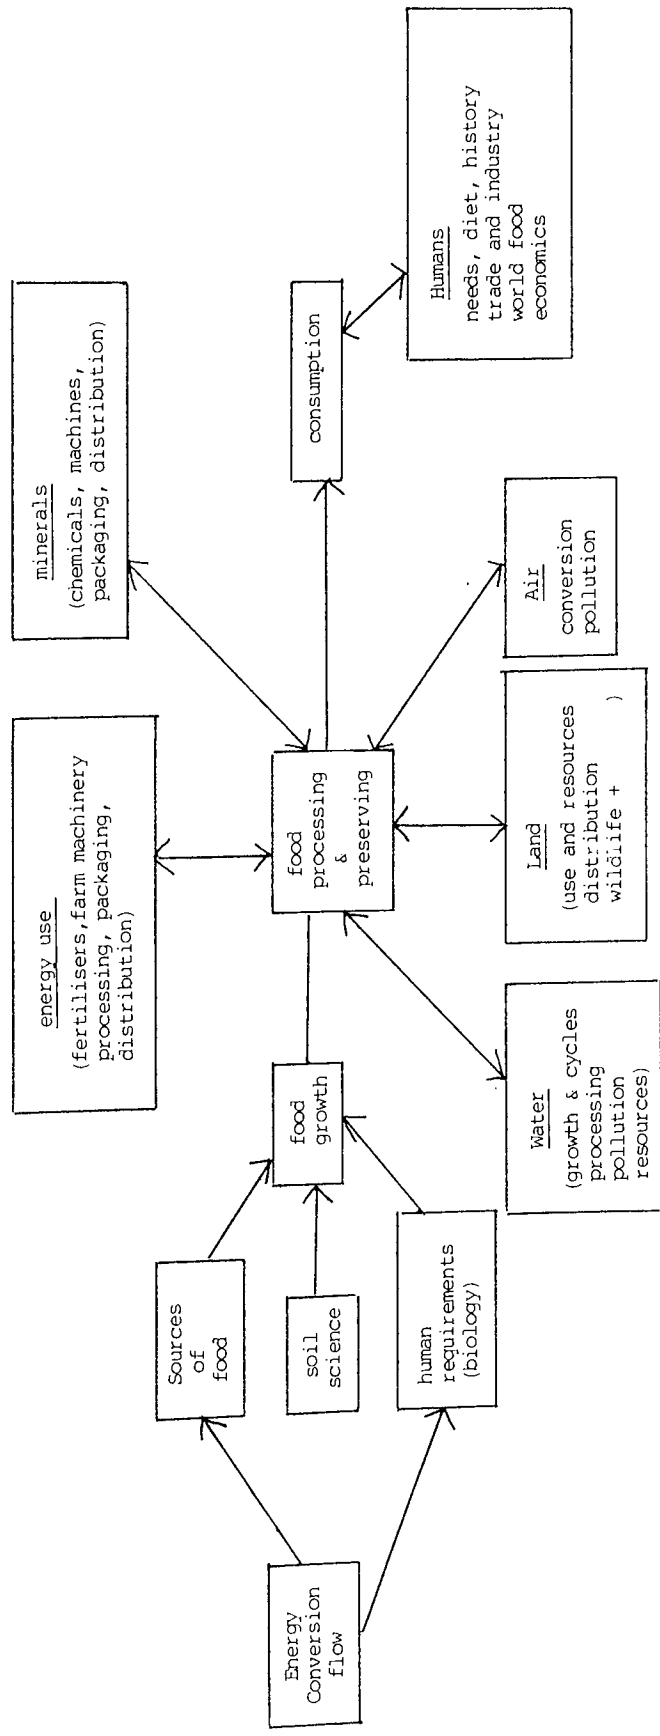 Energy
Conversion
flow
Sources
of
food
soil
science
human
requirements
(biology)
food
growth
energy use
(fertilisers,farm machinery
processing, packaging,
distribution)
food
processing
&
preserving
minerals
(chemicals, machines,
packaging, distribution)
Water
(growth & cycles
processing
pollution
resources)
Land
(use and resources
distribution
wildlife + )
Air
conversion
pollution
consumption
Humans
needs, diet, history
trade and industry
world food
economics